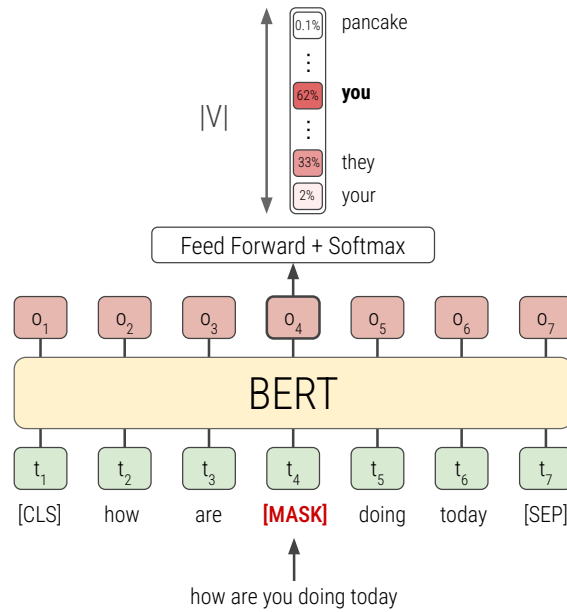 0.1% pancake
⋮
62% you
|V|
⋮
33% they
2% your
Feed Forward + Softmax
o1 o2 o3 o4 o5 o6 o7
BERT
t1 t2 t3 t4 t5 t6 t7
[CLS] how are [MASK] doing today [SEP]
how are you doing today